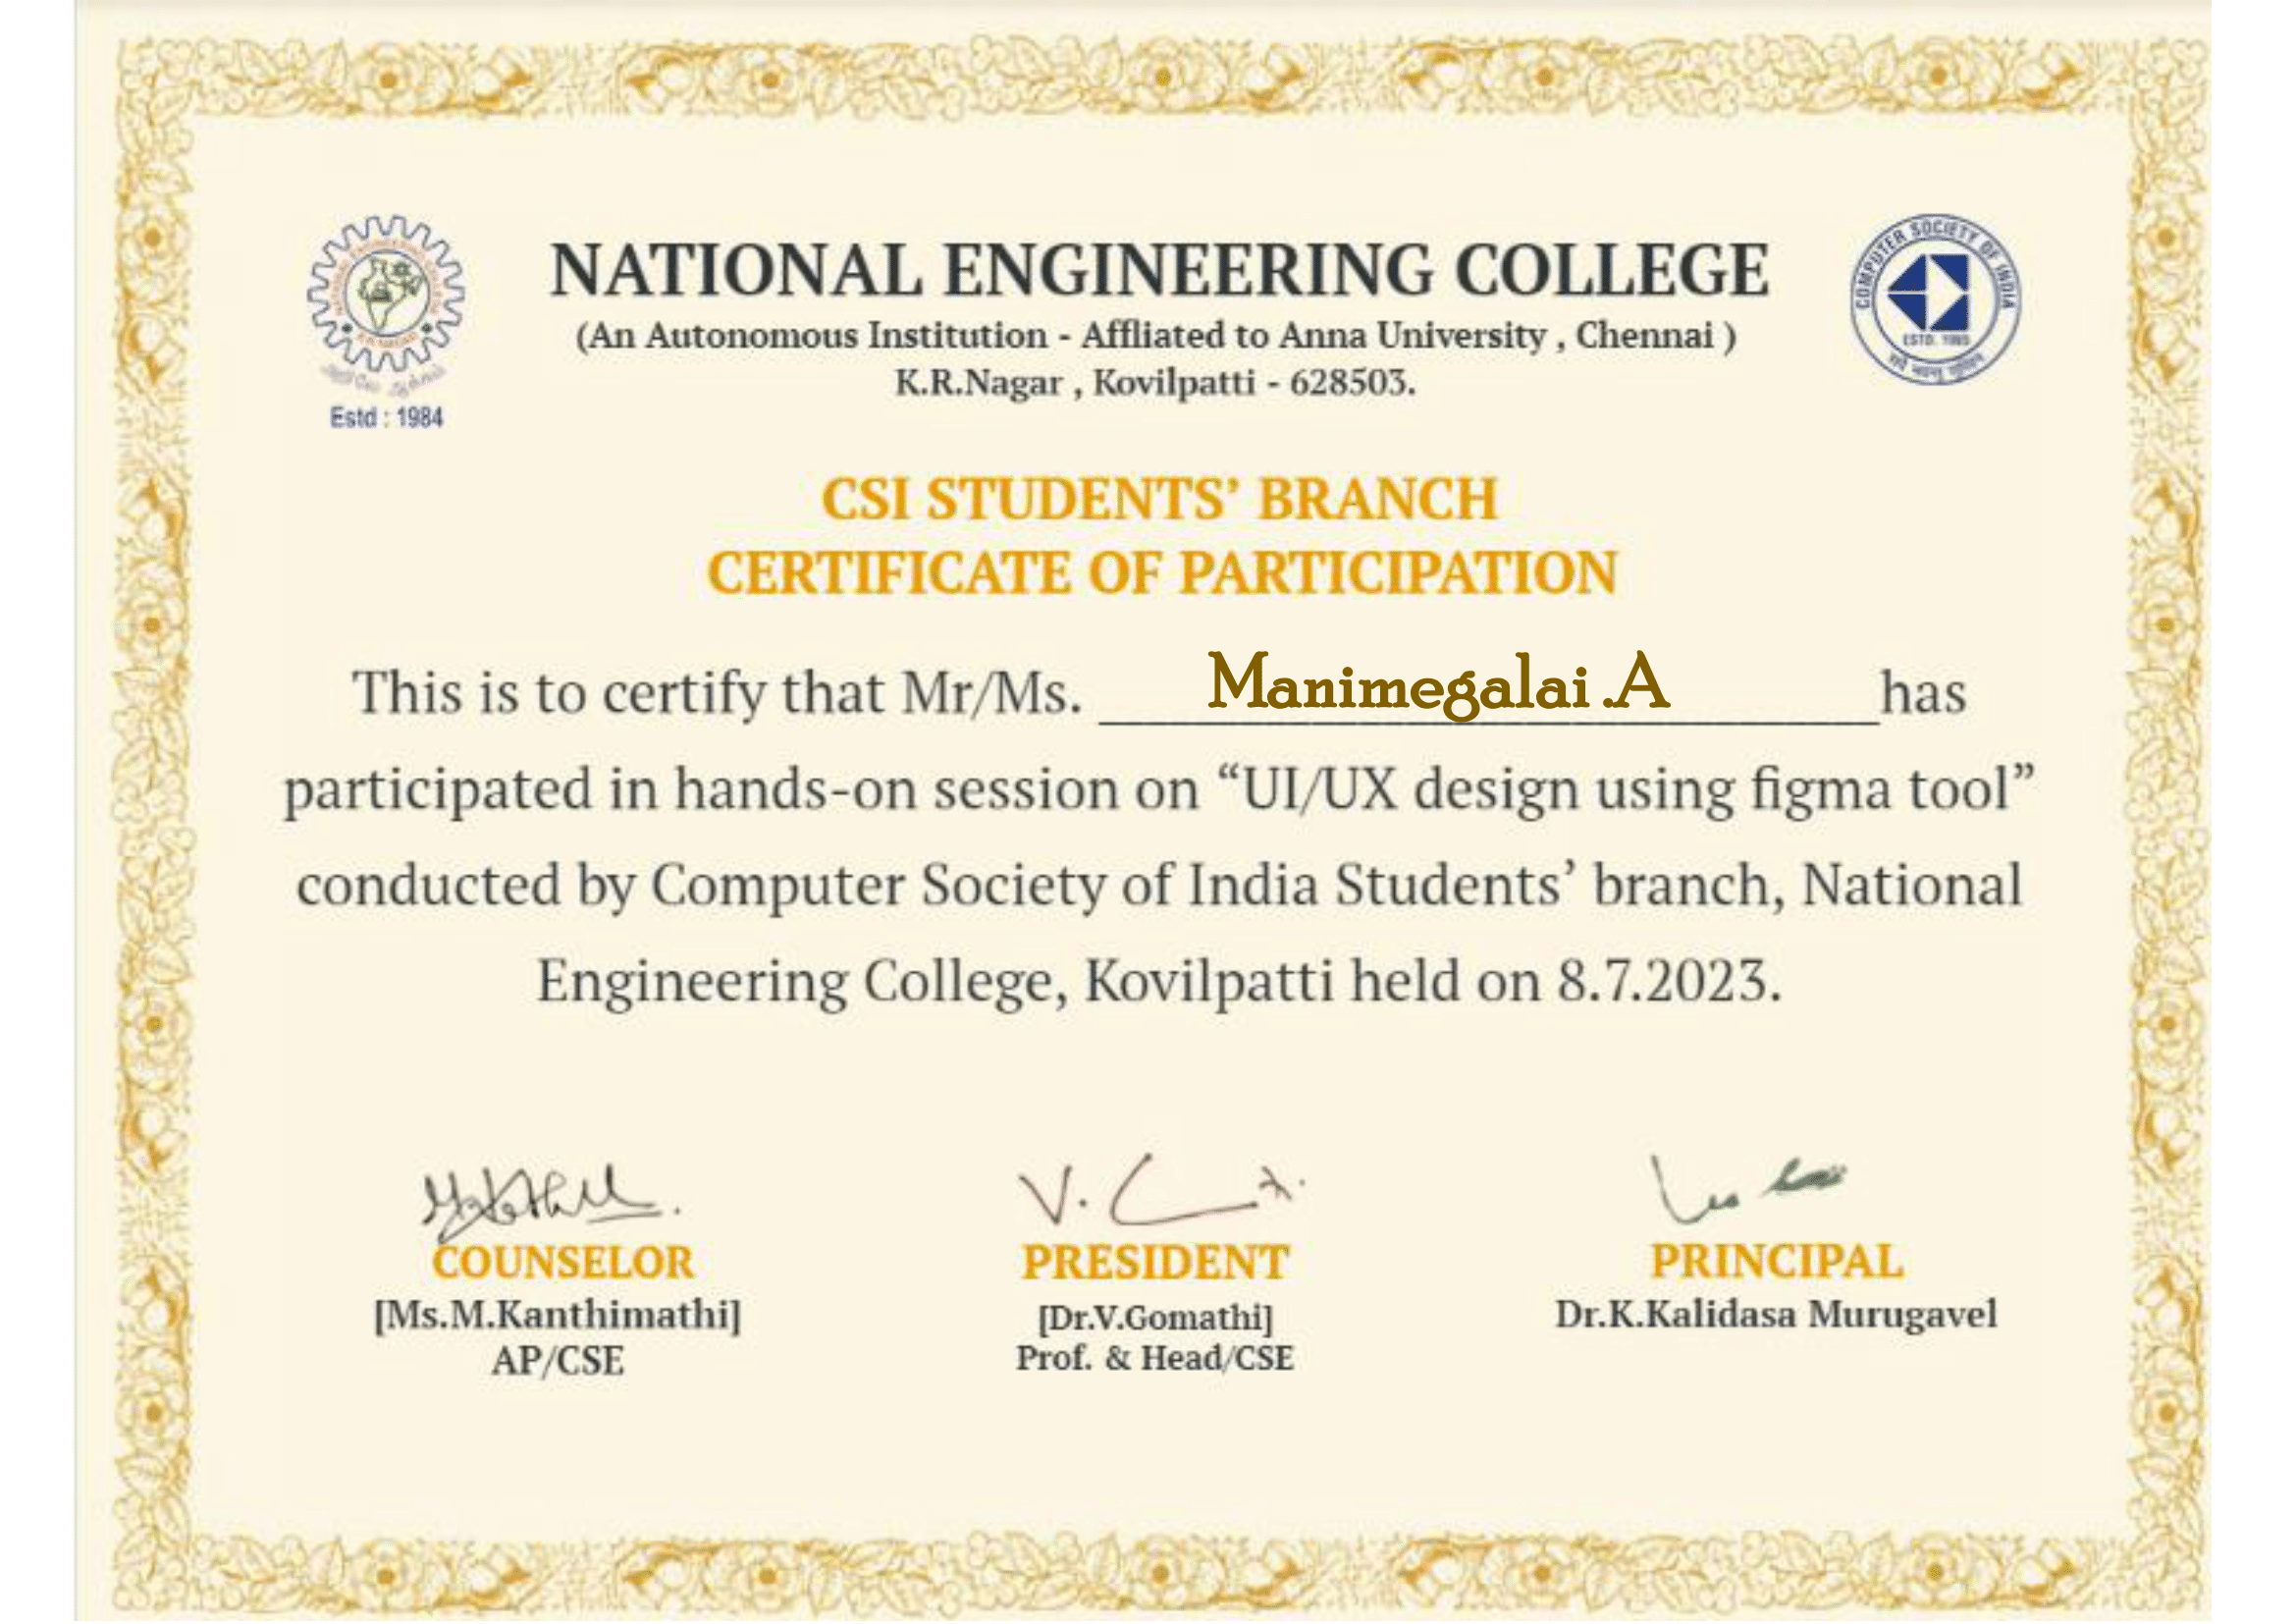 NATIONAL ENGINEERING COLLEGE
(An Autonomous Institution - Affliated to Anna University , Chennai )
K.R.Nagar , Kovilpatti - 628503.
Estd : 1984
COMPUTER SOCIETY OF INDIA
ESTD. 1965
CSI STUDENTS’ BRANCH
CERTIFICATE OF PARTICIPATION
This is to certify that Mr/Ms. Manimegalai .A has
participated in hands-on session on “UI/UX design using figma tool”
conducted by Computer Society of India Students’ branch, National
Engineering College, Kovilpatti held on 8.7.2023.
COUNSELOR
[Ms.M.Kanthimathi]
AP/CSE
PRESIDENT
[Dr.V.Gomathi]
Prof. & Head/CSE
PRINCIPAL
Dr.K.Kalidasa Murugavel